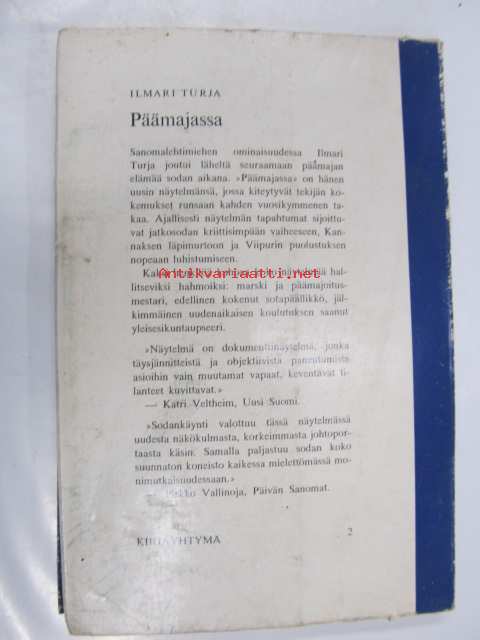 ILMARI TURJA
Päämajassa
Sanomalehtimiehen ominaisuudessa Ilmari
Turja joutui läheltä seuraamaan päämajan
elämää sodan aikana. »Päämajassa» on hänen
uusin näytelmänsä, jossa kiteytyvät tekijän ko-
kemukset runsaan kahden vuosikymmenen ta-
kaa. Ajallisesti näytelmän tapahtumat sijoittu-
vat jatkosodan kriittisimpään vaiheeseen, Kan-
naksen läpimurtoon ja Viipurin puolustuksen
nopeaan luhistumiseen.
hal-
Antikvariaatti.net
litseviksi hahmoiksi: marski ja päämajoitus-
mestari, edellinen kokenut sotapäällikkö, jäl-
kimmäinen uudenaikaisen koulutuksen saanut
yleisesikuntaupseeri.
»Näytelmä on dokumenttinäytelmä, jonka
täysjännitteistä ja objektiivista paneutumista
asioihin vain muutamat vapaat, keventävät ti-
lanteet kuvittavat.»
— Katri Veltheim, Uusi Suomi.
»Sodankäynti valottuu tässä näytelmässä
uudesta näkökulmasta, korkeimmasta johtopor-
taasta käsin. Samalla paljastuu sodan koko
suunnaton koneisto kaikessa mielettömässä mo-
nimutkaisuudessaan.»
Vallinoja, Päivän Sanomat.
KIRJAYHTYMÄ
2